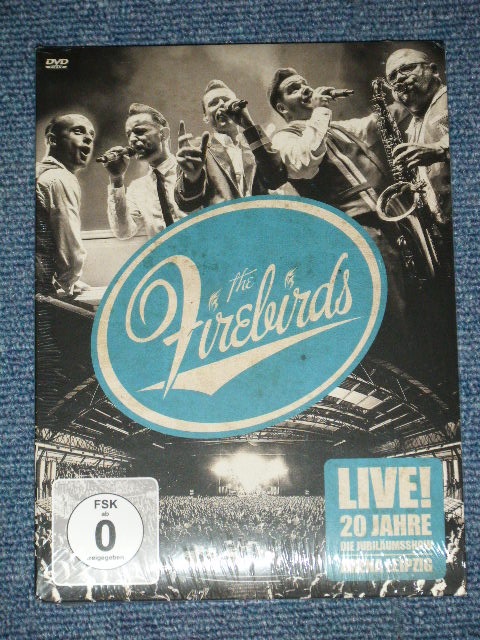 DVD
the
Firebirds
FSK
ab
0
freigegeben
LIVE!
20 JAHRE
DIE JUBILÄUMSSHOW
ARENA LEIPZIG